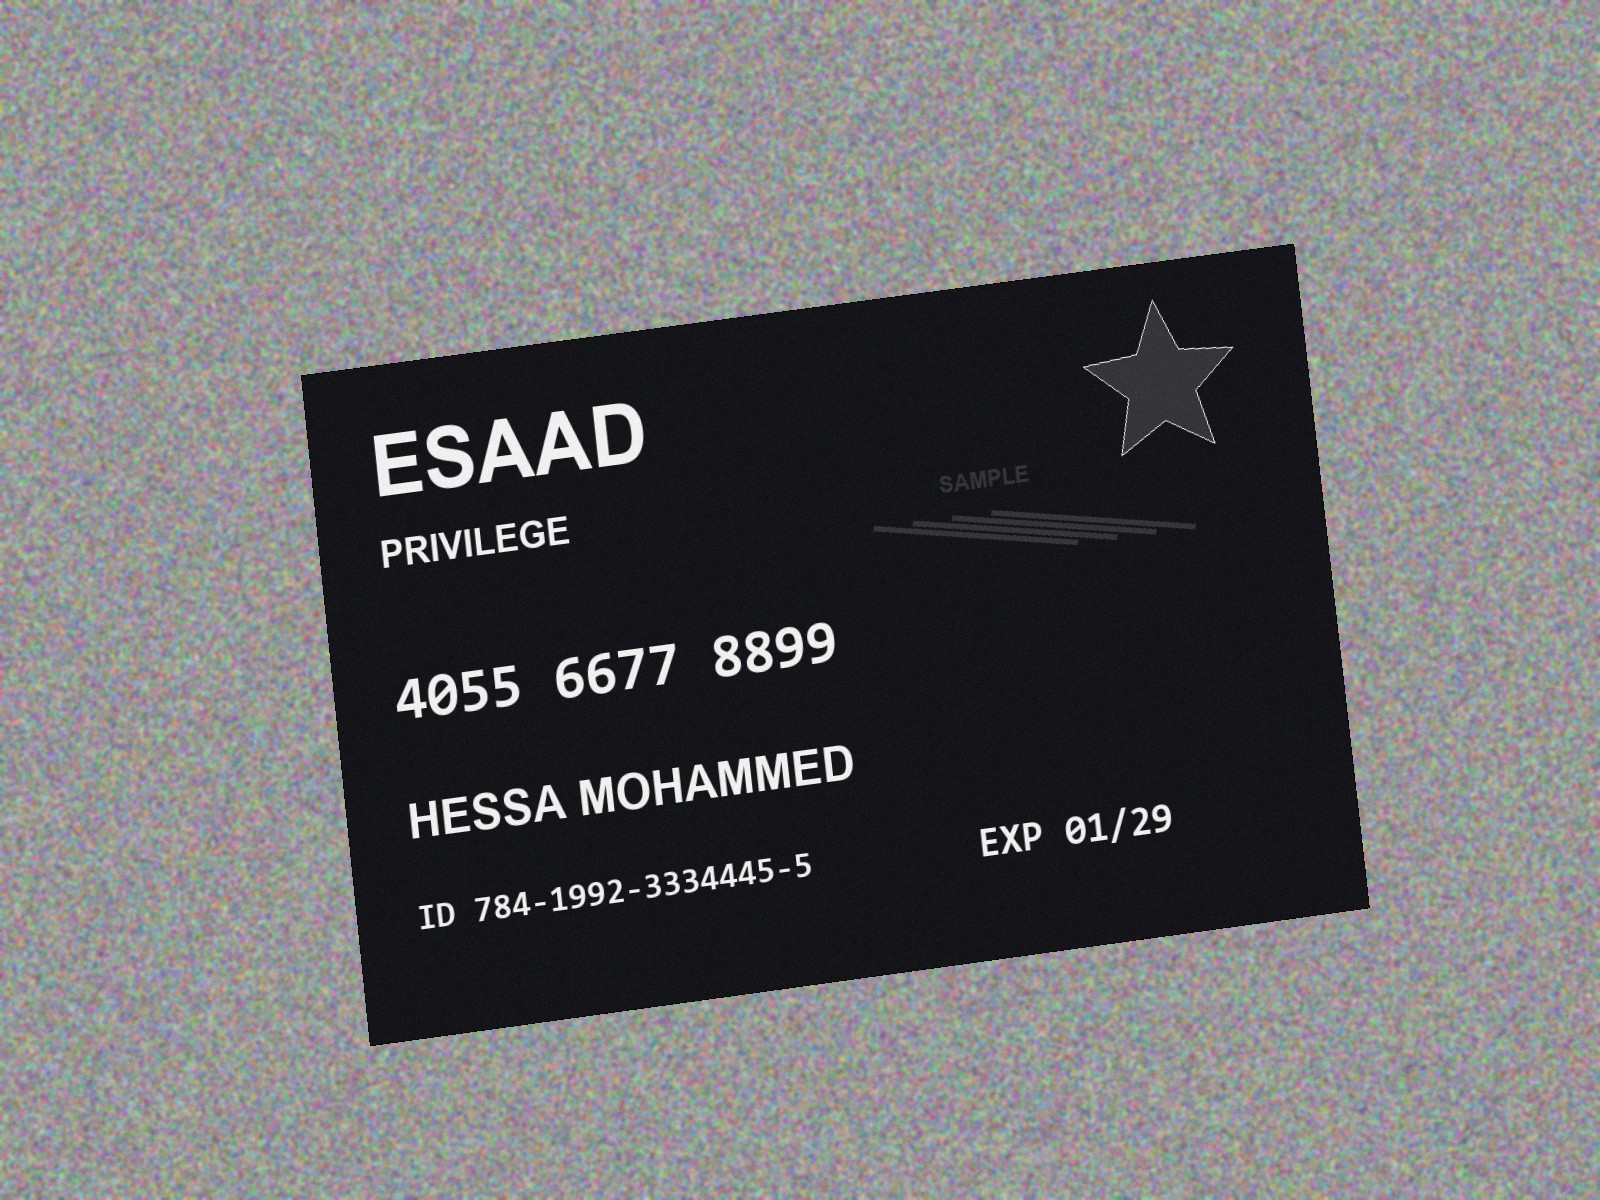 ESAAD
PRIVILEGE
SAMPLE
4055 6677 8899
HESSA MOHAMMED
ID 784-1992-3334445-5
EXP 01/29